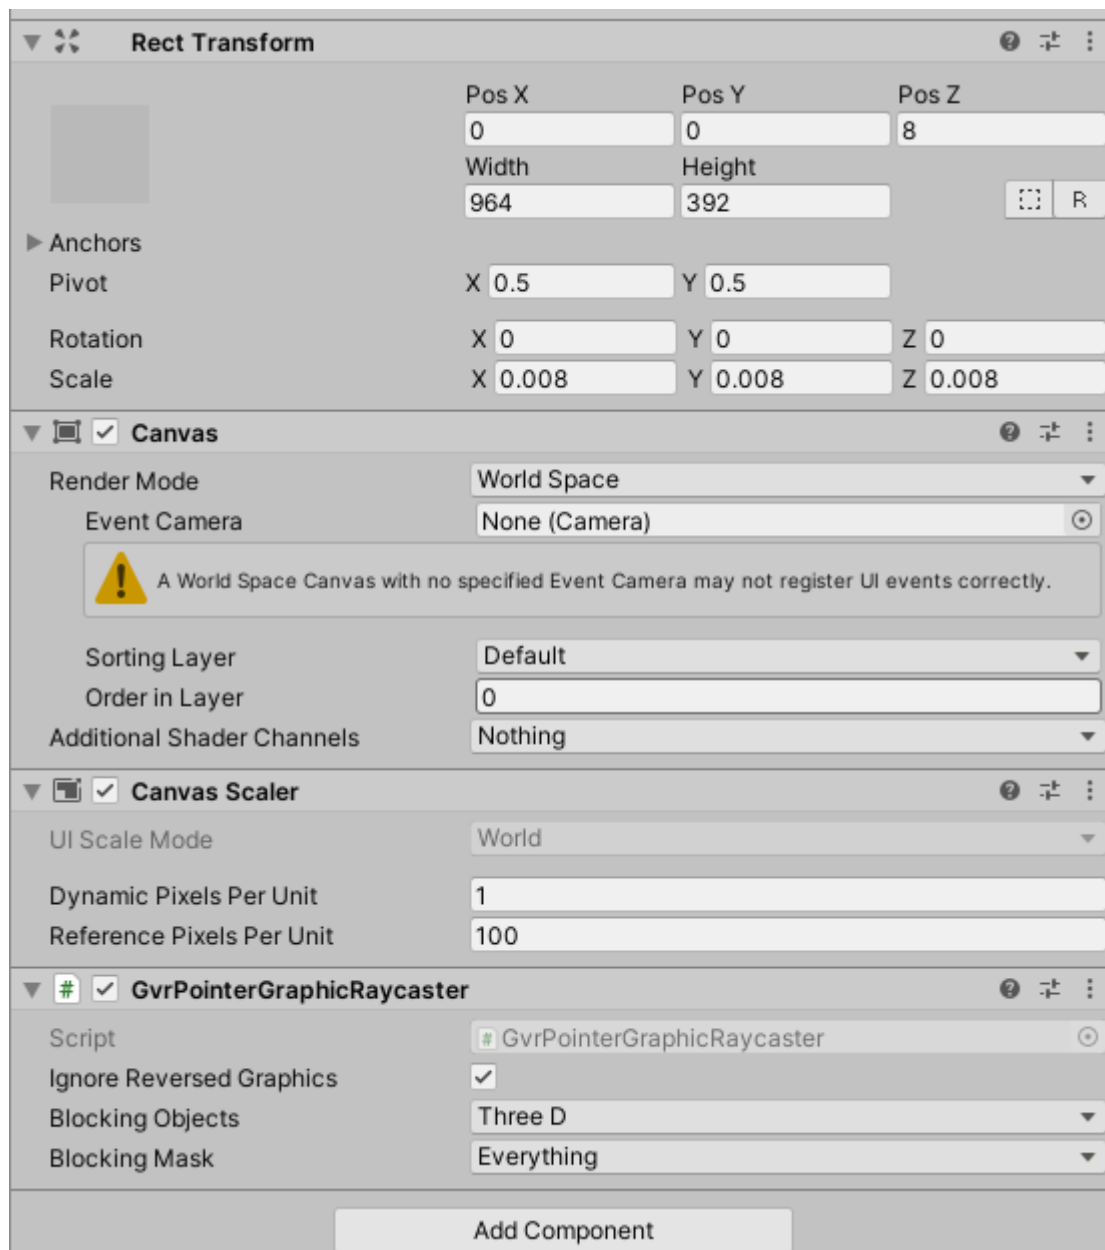 Rect Transform
Pos X Pos Y Pos Z
0 0 8
Width Height
964 392 R
Anchors
Pivot X 0.5 Y 0.5
Rotation X 0 Y 0 Z 0
Scale X 0.008 Y 0.008 Z 0.008
Canvas
Render Mode World Space
Event Camera None (Camera)
A World Space Canvas with no specified Event Camera may not register UI events correctly.
Sorting Layer Default
Order in Layer 0
Additional Shader Channels Nothing
Canvas Scaler
UI Scale Mode World
Dynamic Pixels Per Unit 1
Reference Pixels Per Unit 100
# GvrPointerGraphicRaycaster
Script # GvrPointerGraphicRaycaster
Ignore Reversed Graphics
Blocking Objects Three D
Blocking Mask Everything
Add Component